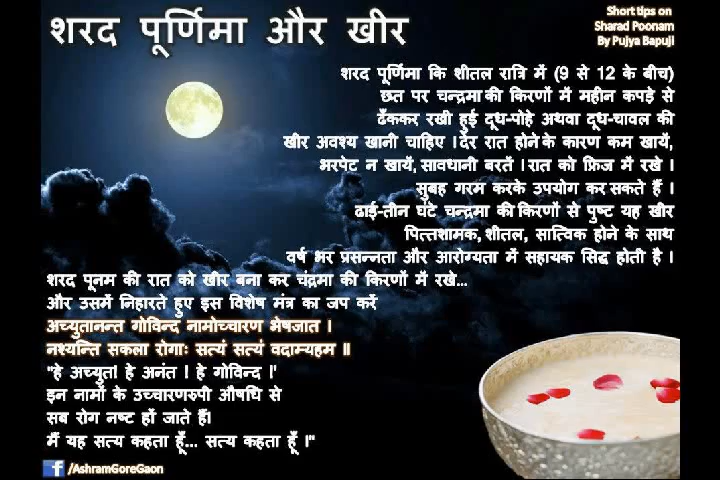 शरद पूर्णिमा और खीर
Short tips on
Sharad Poonam
By Pujya Bapuji
शरद पूर्णिमा कि शीतल रात्रि में (9 से 12 के बीच)
छत पर चन्द्रमा की किरणों में महीन कपड़े से
ढँककर रखी हुई दूध-पोहे अथवा दूध-चावल की
खीर अवश्य खानी चाहिए । देर रात होने के कारण कम खायें,
भरपेट न खायें, सावधानी बरतें । रात को फ्रिज में रखे ।
सुबह गरम करके उपयोग कर सकते हैं ।
ढाई-तीन घंटे चन्द्रमा की किरणों से पुष्ट यह खीर
पित्तशामक, शीतल, सात्विक होने के साथ
वर्ष भर प्रसन्नता और आरोग्यता में सहायक सिद्ध होती है ।
शरद पूनम की रात को खीर बना कर चंद्रमा की किरणों में रखे...
और उसमें निहारते हुए इस विशेष मंत्र का जप करें
अच्युतानन्त गोविन्द नामोच्चारण भेषजात ।
नश्यन्ति सकला रोगाः सत्यं सत्यं वदाम्यहम ॥
"हे अच्युत! हे अनंत ! हे गोविन्द !'
इन नामों के उच्चारणरुपी औषधि से
सब रोग नष्ट हों जाते हैं।
मैं यह सत्य कहता हूँ... सत्य कहता हूँ ।"
f /AshramGoreGaon